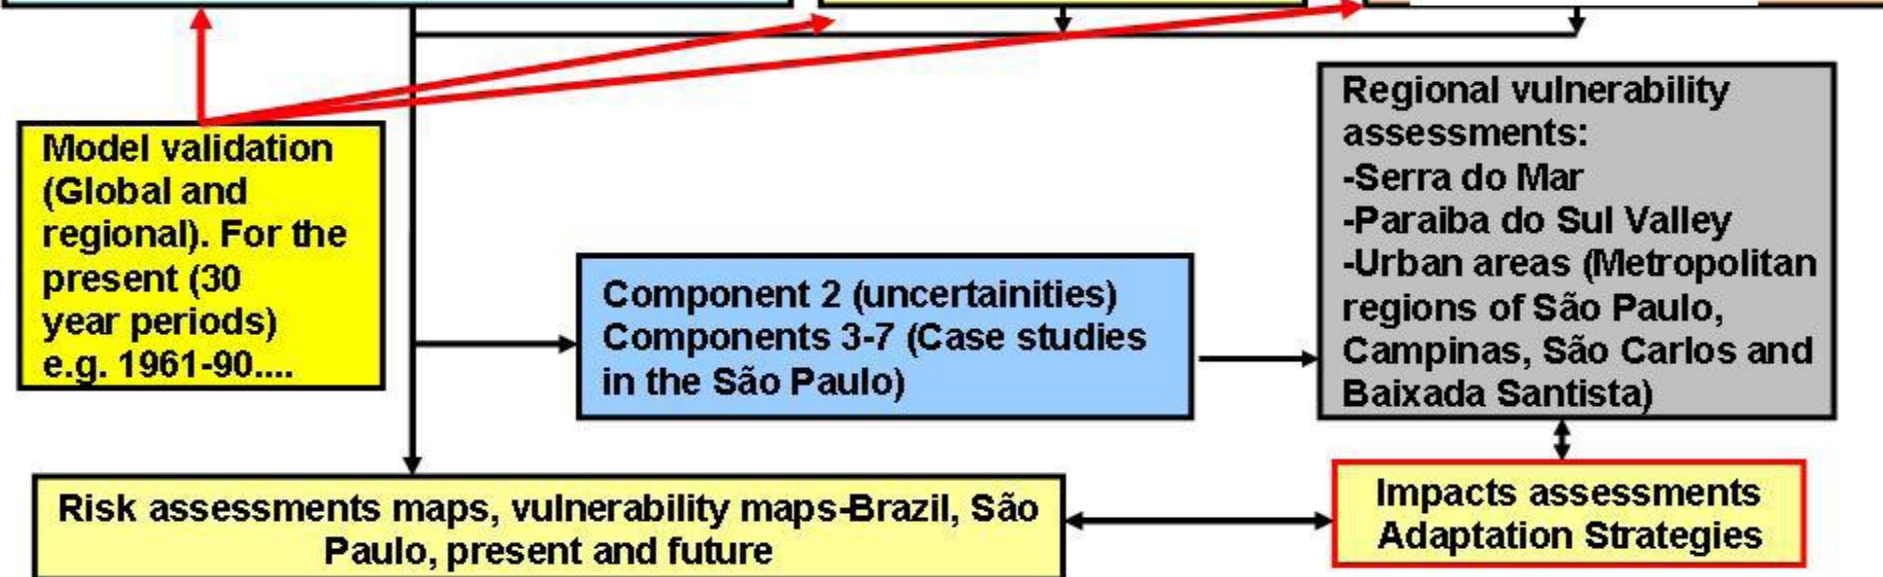 Model validation
(Global and
regional). For the
present (30
year periods)
e.g. 1961-90....
Component 2 (uncertainities)
Components 3-7 (Case studies
in the São Paulo)
Regional vulnerability
assessments:
-Serra do Mar
-Paraiba do Sul Valley
-Urban areas (Metropolitan
regions of São Paulo,
Campinas, São Carlos and
Baixada Santista)
Risk assessments maps, vulnerability maps-Brazil, São
Paulo, present and future
Impacts assessments
Adaptation Strategies